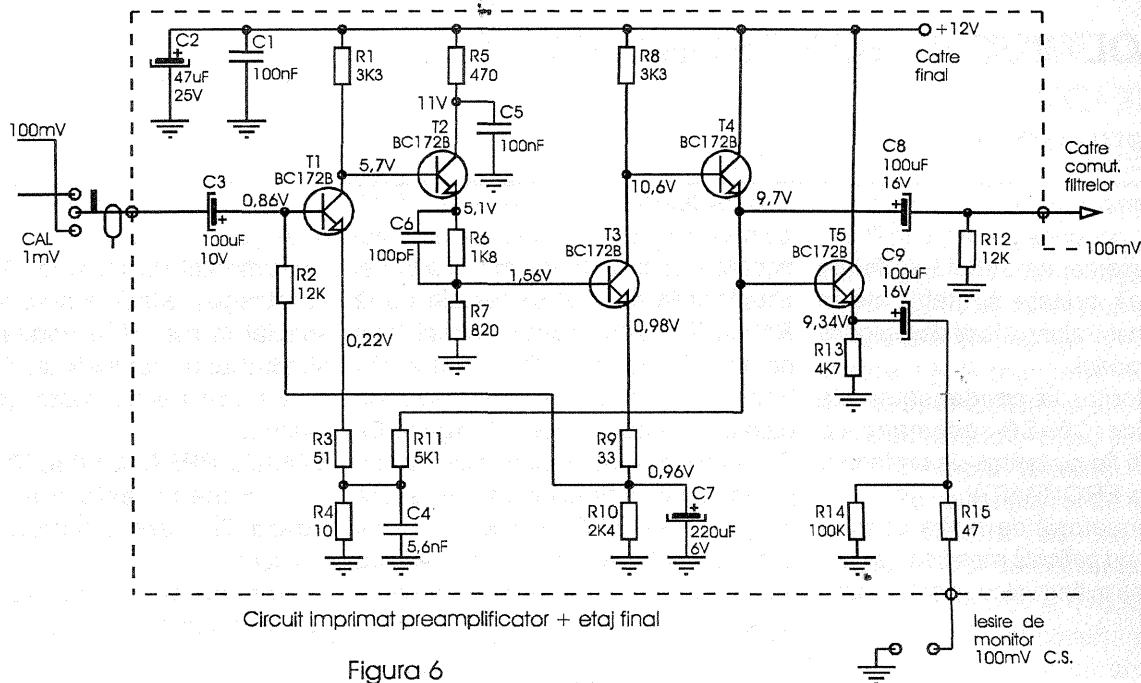 C2
47uF
25V
C1
100nF
R1
3K3
R5
470
11V
C5
100nF
R8
3K3
+12V
Catre
final
T2
BC172B
T4
BC172B
100mV
T1
BC172B
5,7V
5,1V
10,6V
9,7V
C8
100uF
16V
Catre
comut.
filtrelor
C3
100uF
10V
0,86V
CAL
1mV
C6
100pF
R6
1K8
1,56V
T3
BC172B
T5
BC172B
C9
100uF
16V
R12
12K
100mV
R2
12K
R7
820
0,22V
0,98V
9,34V
R13
4K7
R3
51
R11
5K1
R9
33
0,96V
R4
10
C4
5,6nF
R10
2K4
C7
220uF
6V
R14
100K
R15
47
Circuit imprimat preamplificator + etaj final
Iesire de
monitor
100mV C.S.
Figura 6